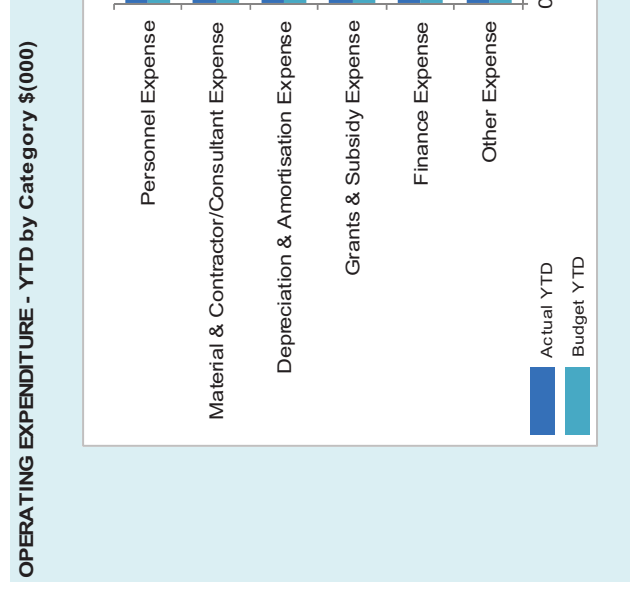 OPERATING EXPENDITURE - YTD by Category $(000)
Personnel Expense
Material & Contractor/Consultant Expense
Depreciation & Amortisation Expense
Grants & Subsidy Expense
Finance Expense
Other Expense
0
Actual YTD
Budget YTD